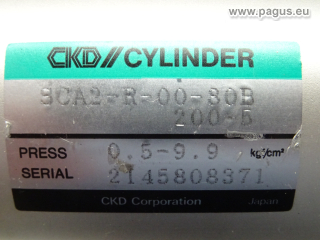 www.pagus.eu
CKD//CYLINDER
SCA2-R-00-80B
200-5
PRESS 0.5-9.9 kgf/cm²
SERIAL 2145808371
CKD Corporation Japan